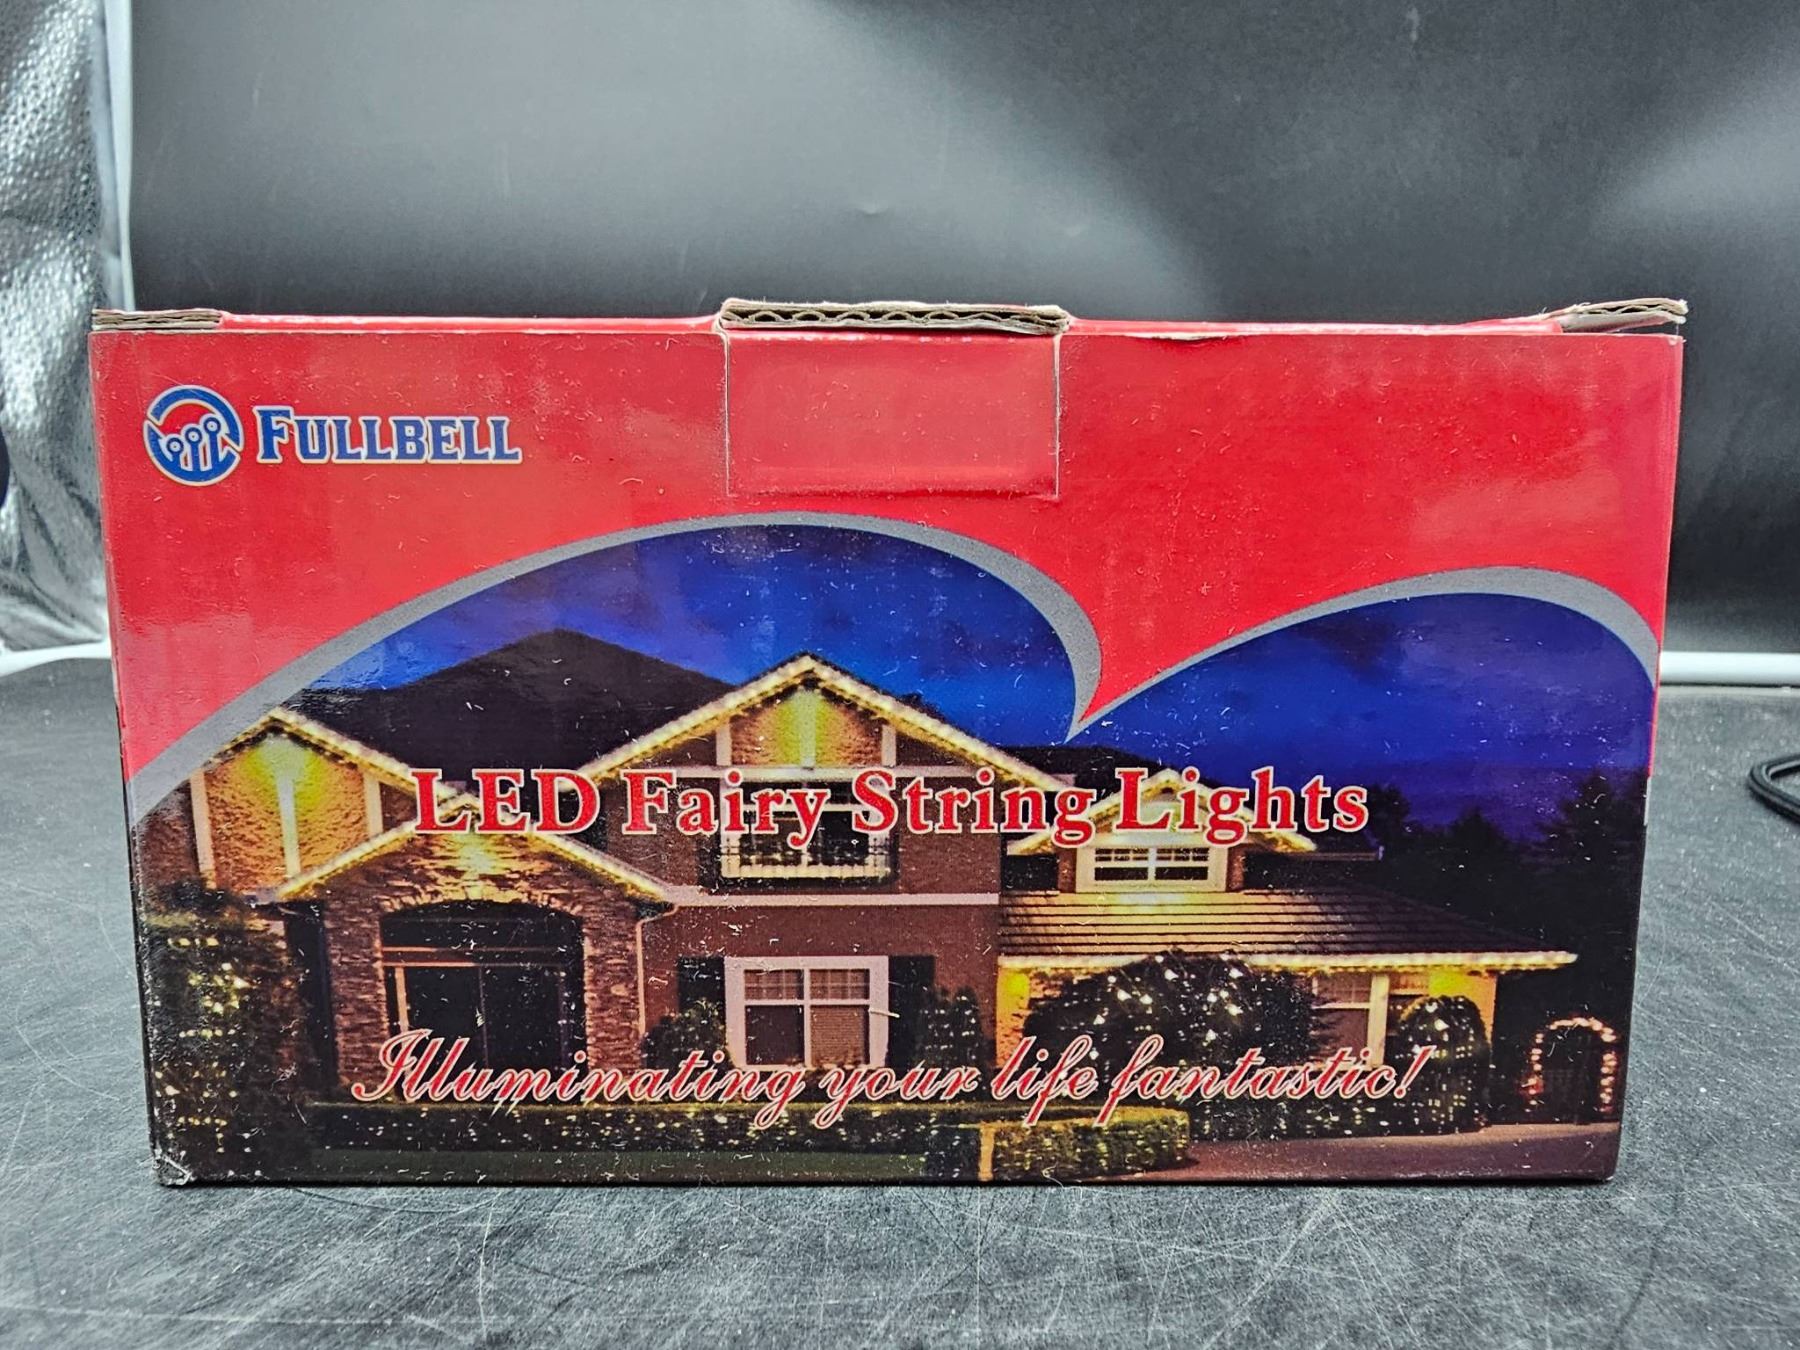 FULLBELL
LED Fairy String Lights
Illuminating your life fantastic!